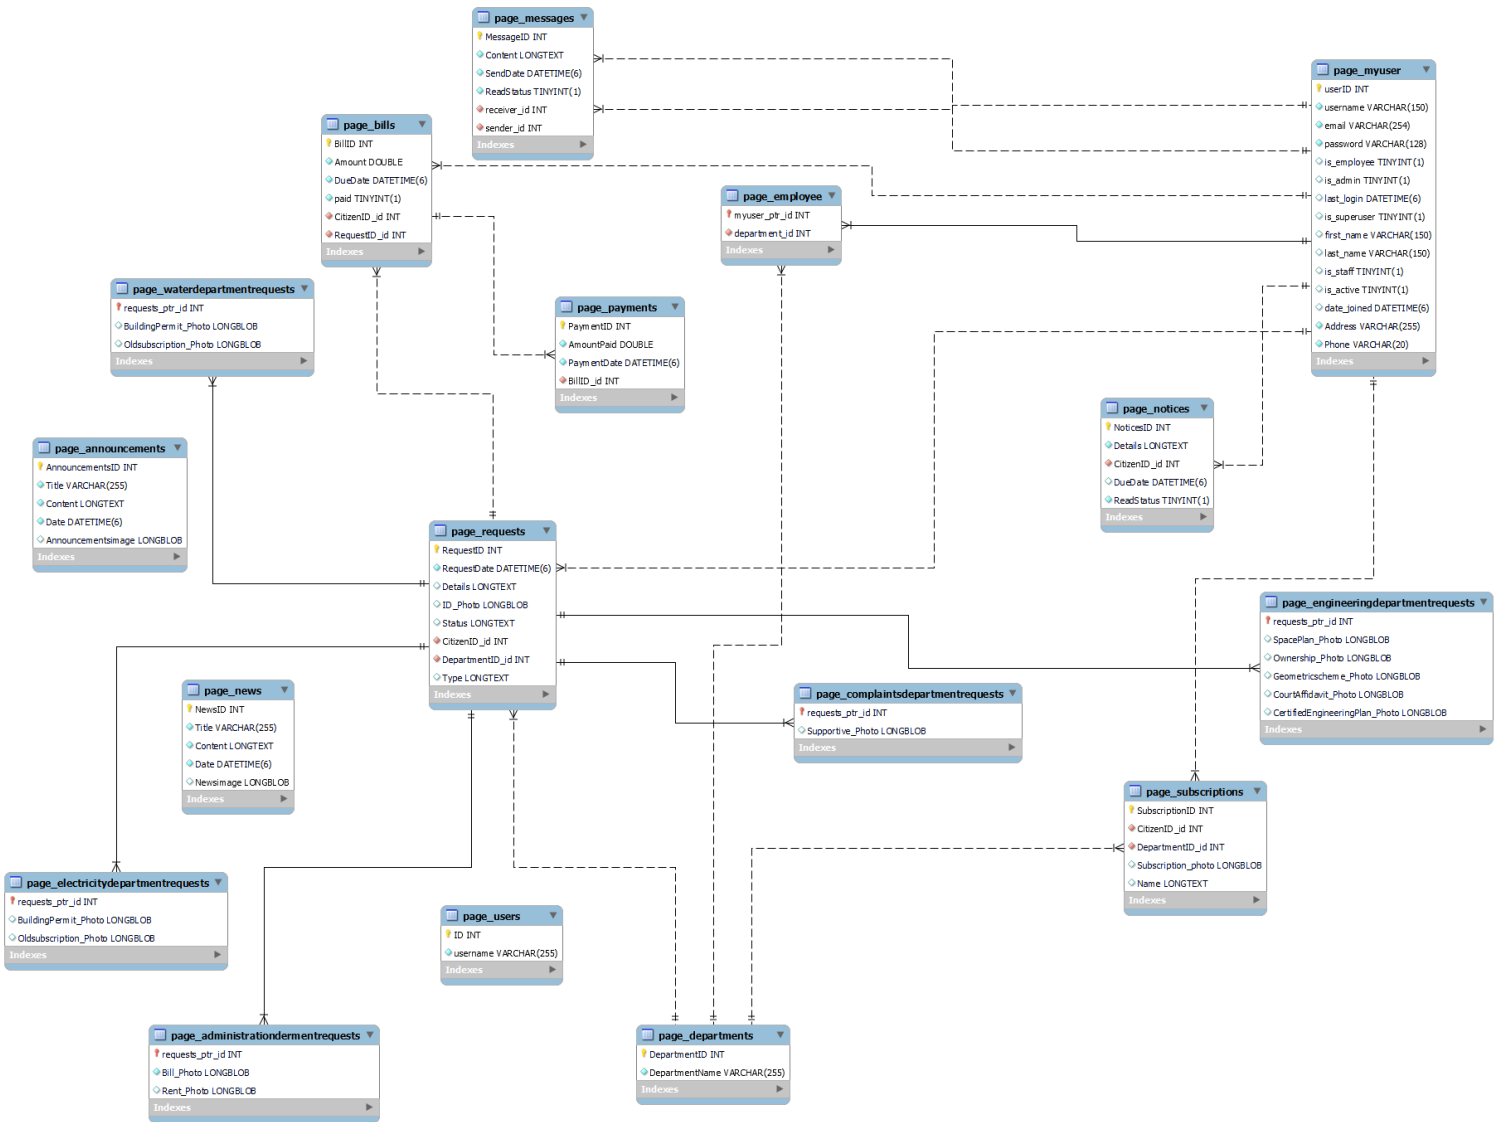 page_messages
MessageID INT
Content LONGTEXT
SendDate DATETIME(6)
ReadStatus TINYINT(1)
receiver_id INT
sender_id INT
Indexes
page_myuser
userID INT
username VARCHAR(150)
email VARCHAR(254)
password VARCHAR(128)
is_employee TINYINT(1)
is_admin TINYINT(1)
last_login DATETIME(6)
is_superuser TINYINT(1)
first_name VARCHAR(150)
last_name VARCHAR(150)
is_staff TINYINT(1)
is_active TINYINT(1)
date_joined DATETIME(6)
Address VARCHAR(255)
Phone VARCHAR(20)
Indexes
page_bills
BillID INT
Amount DOUBLE
DueDate DATETIME(6)
paid TINYINT(1)
CitizenID_id INT
RequestID_id INT
Indexes
page_employee
myuser_ptr_id INT
department_id INT
Indexes
page_waterdepartmentrequests
requests_ptr_id INT
BuildingPermit_Photo LONGBLOB
Oldsubscription_Photo LONGBLOB
Indexes
page_payments
PaymentID INT
AmountPaid DOUBLE
PaymentDate DATETIME(6)
BillID_id INT
Indexes
page_notices
NoticesID INT
Details LONGTEXT
CitizenID_id INT
DueDate DATETIME(6)
ReadStatus TINYINT(1)
Indexes
page_announcements
AnnouncementsID INT
Title VARCHAR(255)
Content LONGTEXT
Date DATETIME(6)
Announcementsimage LONGBLOB
Indexes
page_requests
RequestID INT
RequestDate DATETIME(6)
Details LONGTEXT
ID_Photo LONGBLOB
Status LONGTEXT
CitizenID_id INT
DepartmentID_id INT
Type LONGTEXT
Indexes
page_engineeringdepartmentrequests
requests_ptr_id INT
SpacePlan_Photo LONGBLOB
Ownership_Photo LONGBLOB
Geometricscheme_Photo LONGBLOB
CourtAffidavit_Photo LONGBLOB
CertifiedEngineeringPlan_Photo LONGBLOB
Indexes
page_news
NewsID INT
Title VARCHAR(255)
Content LONGTEXT
Date DATETIME(6)
Newsimage LONGBLOB
Indexes
page_complaintsdepartmentrequests
requests_ptr_id INT
Supportive_Photo LONGBLOB
Indexes
page_subscriptions
SubscriptionID INT
CitizenID_id INT
DepartmentID_id INT
Subscription_photo LONGBLOB
Name LONGTEXT
Indexes
page_electricitydepartmentrequests
requests_ptr_id INT
BuildingPermit_Photo LONGBLOB
Oldsubscription_Photo LONGBLOB
Indexes
page_users
ID INT
username VARCHAR(255)
Indexes
page_administrationdermentrequests
requests_ptr_id INT
Bill_Photo LONGBLOB
Rent_Photo LONGBLOB
Indexes
page_departments
DepartmentID INT
DepartmentName VARCHAR(255)
Indexes